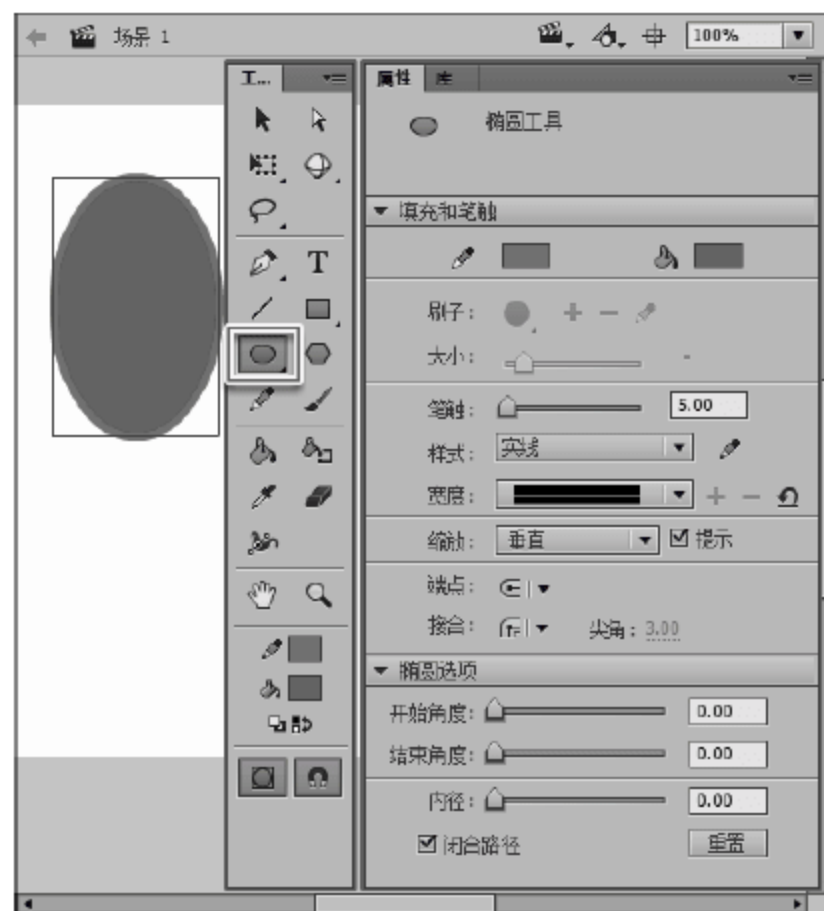 场景 1
100%
工...
属性 库
椭圆工具
填充和笔触
T
刷子：
大小： -
笔触： 5.00
样式： 实线
宽度：
缩放： 垂直 提示
端点：
接合： 尖角：3.00
椭圆选项
开始角度： 0.00
结束角度： 0.00
内径： 0.00
闭合路径 重置